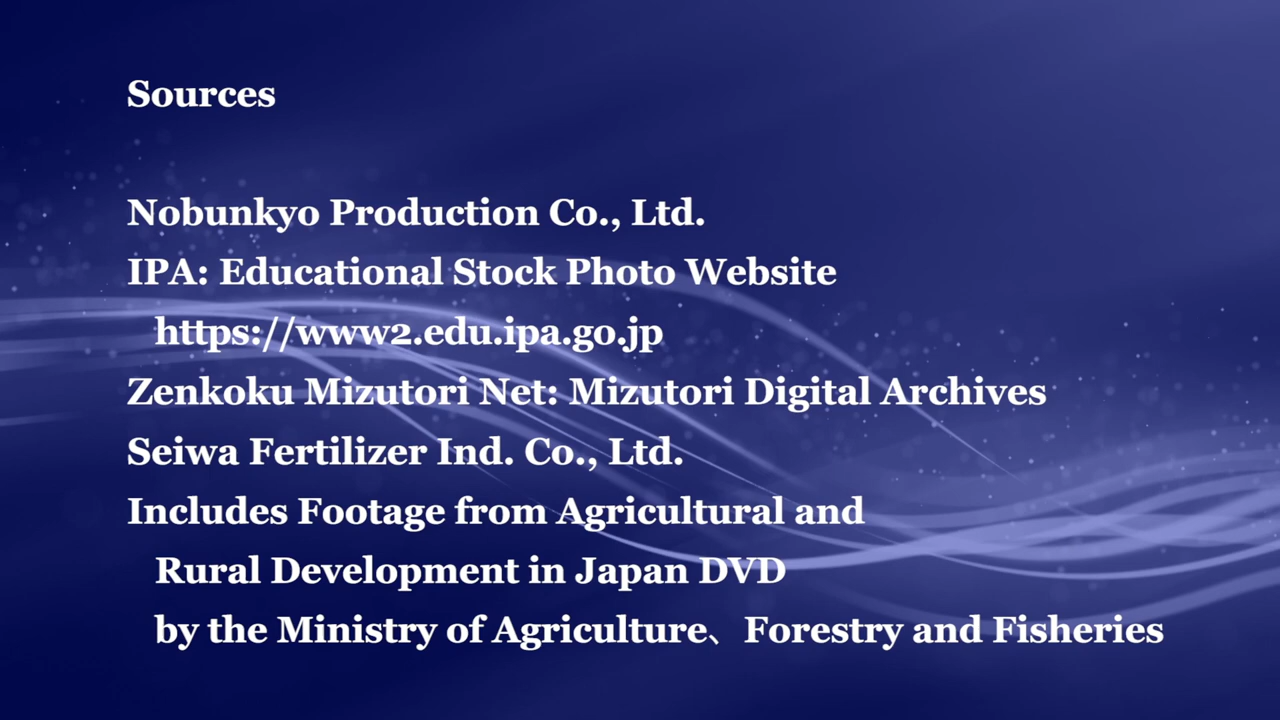 Sources
Nobunkyo Production Co., Ltd.
IPA: Educational Stock Photo Website
https://www2.edu.ipa.go.jp
Zenkoku Mizutori Net: Mizutori Digital Archives
Seiwa Fertilizer Ind. Co., Ltd.
Includes Footage from Agricultural and
Rural Development in Japan DVD
by the Ministry of Agriculture、Forestry and Fisheries